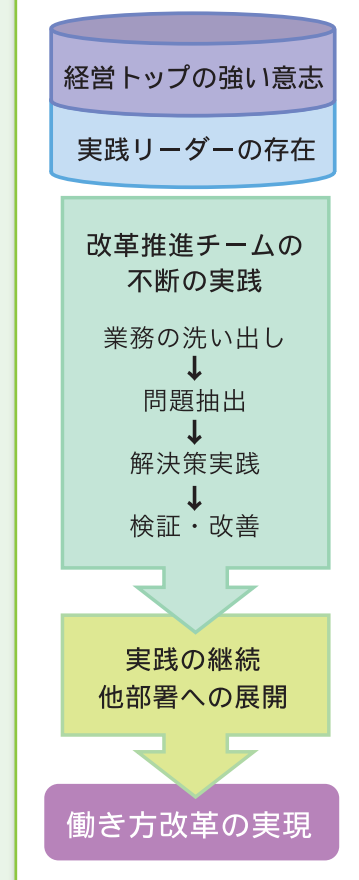 経営トップの強い意志
実践リーダーの存在
改革推進チームの
不断の実践
業務の洗い出し
↓
問題抽出
↓
解決策実践
↓
検証・改善
実践の継続
他部署への展開
働き方改革の実現